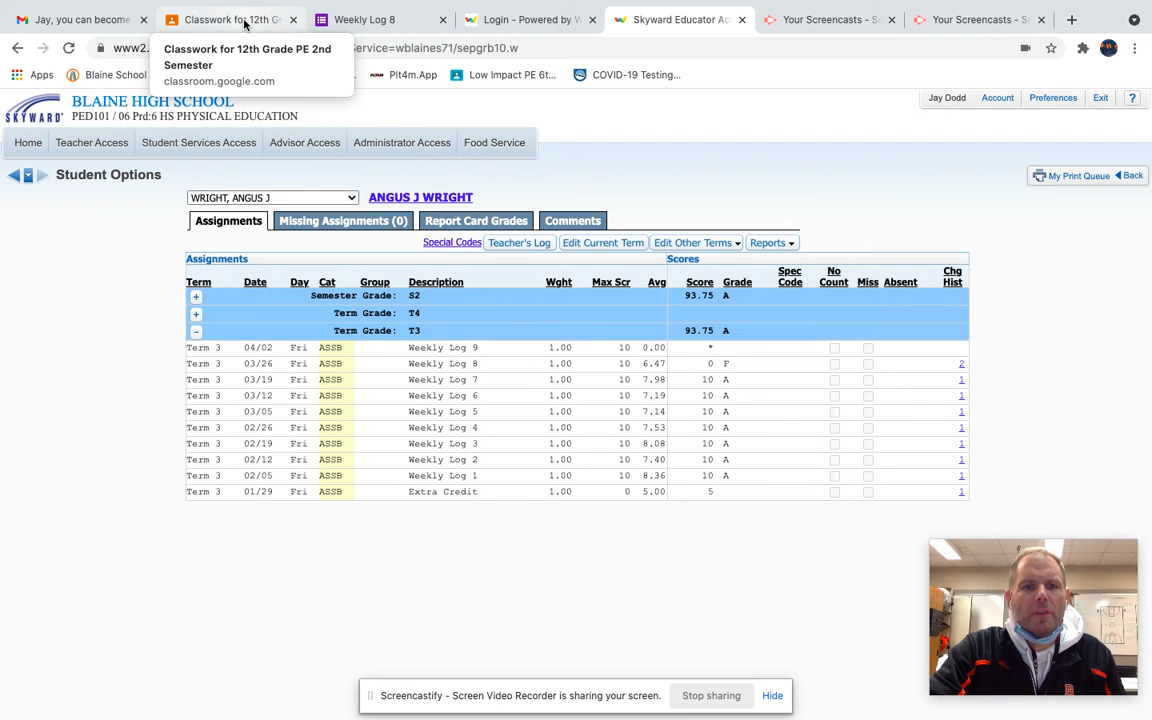 Jay, you can become
Classwork for 12th Gr
Weekly Log 8
Login - Powered by W
Skyward Educator Ac
Your Screencasts - Sc
Your Screencasts - Sc
www2.
Service=wblaines71/sepgrb10.w
Classwork for 12th Grade PE 2nd
Semester
classroom.google.com
Apps
Blaine School
Pit4m.App
Low Impact PE 6t...
COVID-19 Testing...
SKYWARD
BLAINE HIGH SCHOOL
PED101 / 06 Prd:6 HS PHYSICAL EDUCATION
Jay Dodd Account Preferences Exit ?
Home Teacher Access Student Services Access Advisor Access Administrator Access Food Service
Student Options
My Print Queue Back
WRIGHT, ANGUS J
ANGUS J WRIGHT
Assignments Missing Assignments (0) Report Card Grades Comments
Special Codes Teacher's Log Edit Current Term Edit Other Terms Reports
Assignments Scores
Term Date Day Cat Group Description Wght Max Scr Avg Score Grade Spec Code No Count Miss Absent Chg Hist
+ Semester Grade: S2 93.75 A
+ Term Grade: T4
- Term Grade: T3 93.75 A
Term 3 04/02 Fri ASSB Weekly Log 9 1.00 10 0.00 *
Term 3 03/26 Fri ASSB Weekly Log 8 1.00 10 6.47 0 F 2
Term 3 03/19 Fri ASSB Weekly Log 7 1.00 10 7.98 10 A 1
Term 3 03/12 Fri ASSB Weekly Log 6 1.00 10 7.19 10 A 1
Term 3 03/05 Fri ASSB Weekly Log 5 1.00 10 7.14 10 A 1
Term 3 02/26 Fri ASSB Weekly Log 4 1.00 10 7.53 10 A 1
Term 3 02/19 Fri ASSB Weekly Log 3 1.00 10 8.08 10 A 1
Term 3 02/12 Fri ASSB Weekly Log 2 1.00 10 7.40 10 A 1
Term 3 02/05 Fri ASSB Weekly Log 1 1.00 10 8.36 10 A 1
Term 3 01/29 Fri ASSB Extra Credit 1.00 0 5.00 5 1
B
Screencastify - Screen Video Recorder is sharing your screen. Stop sharing Hide